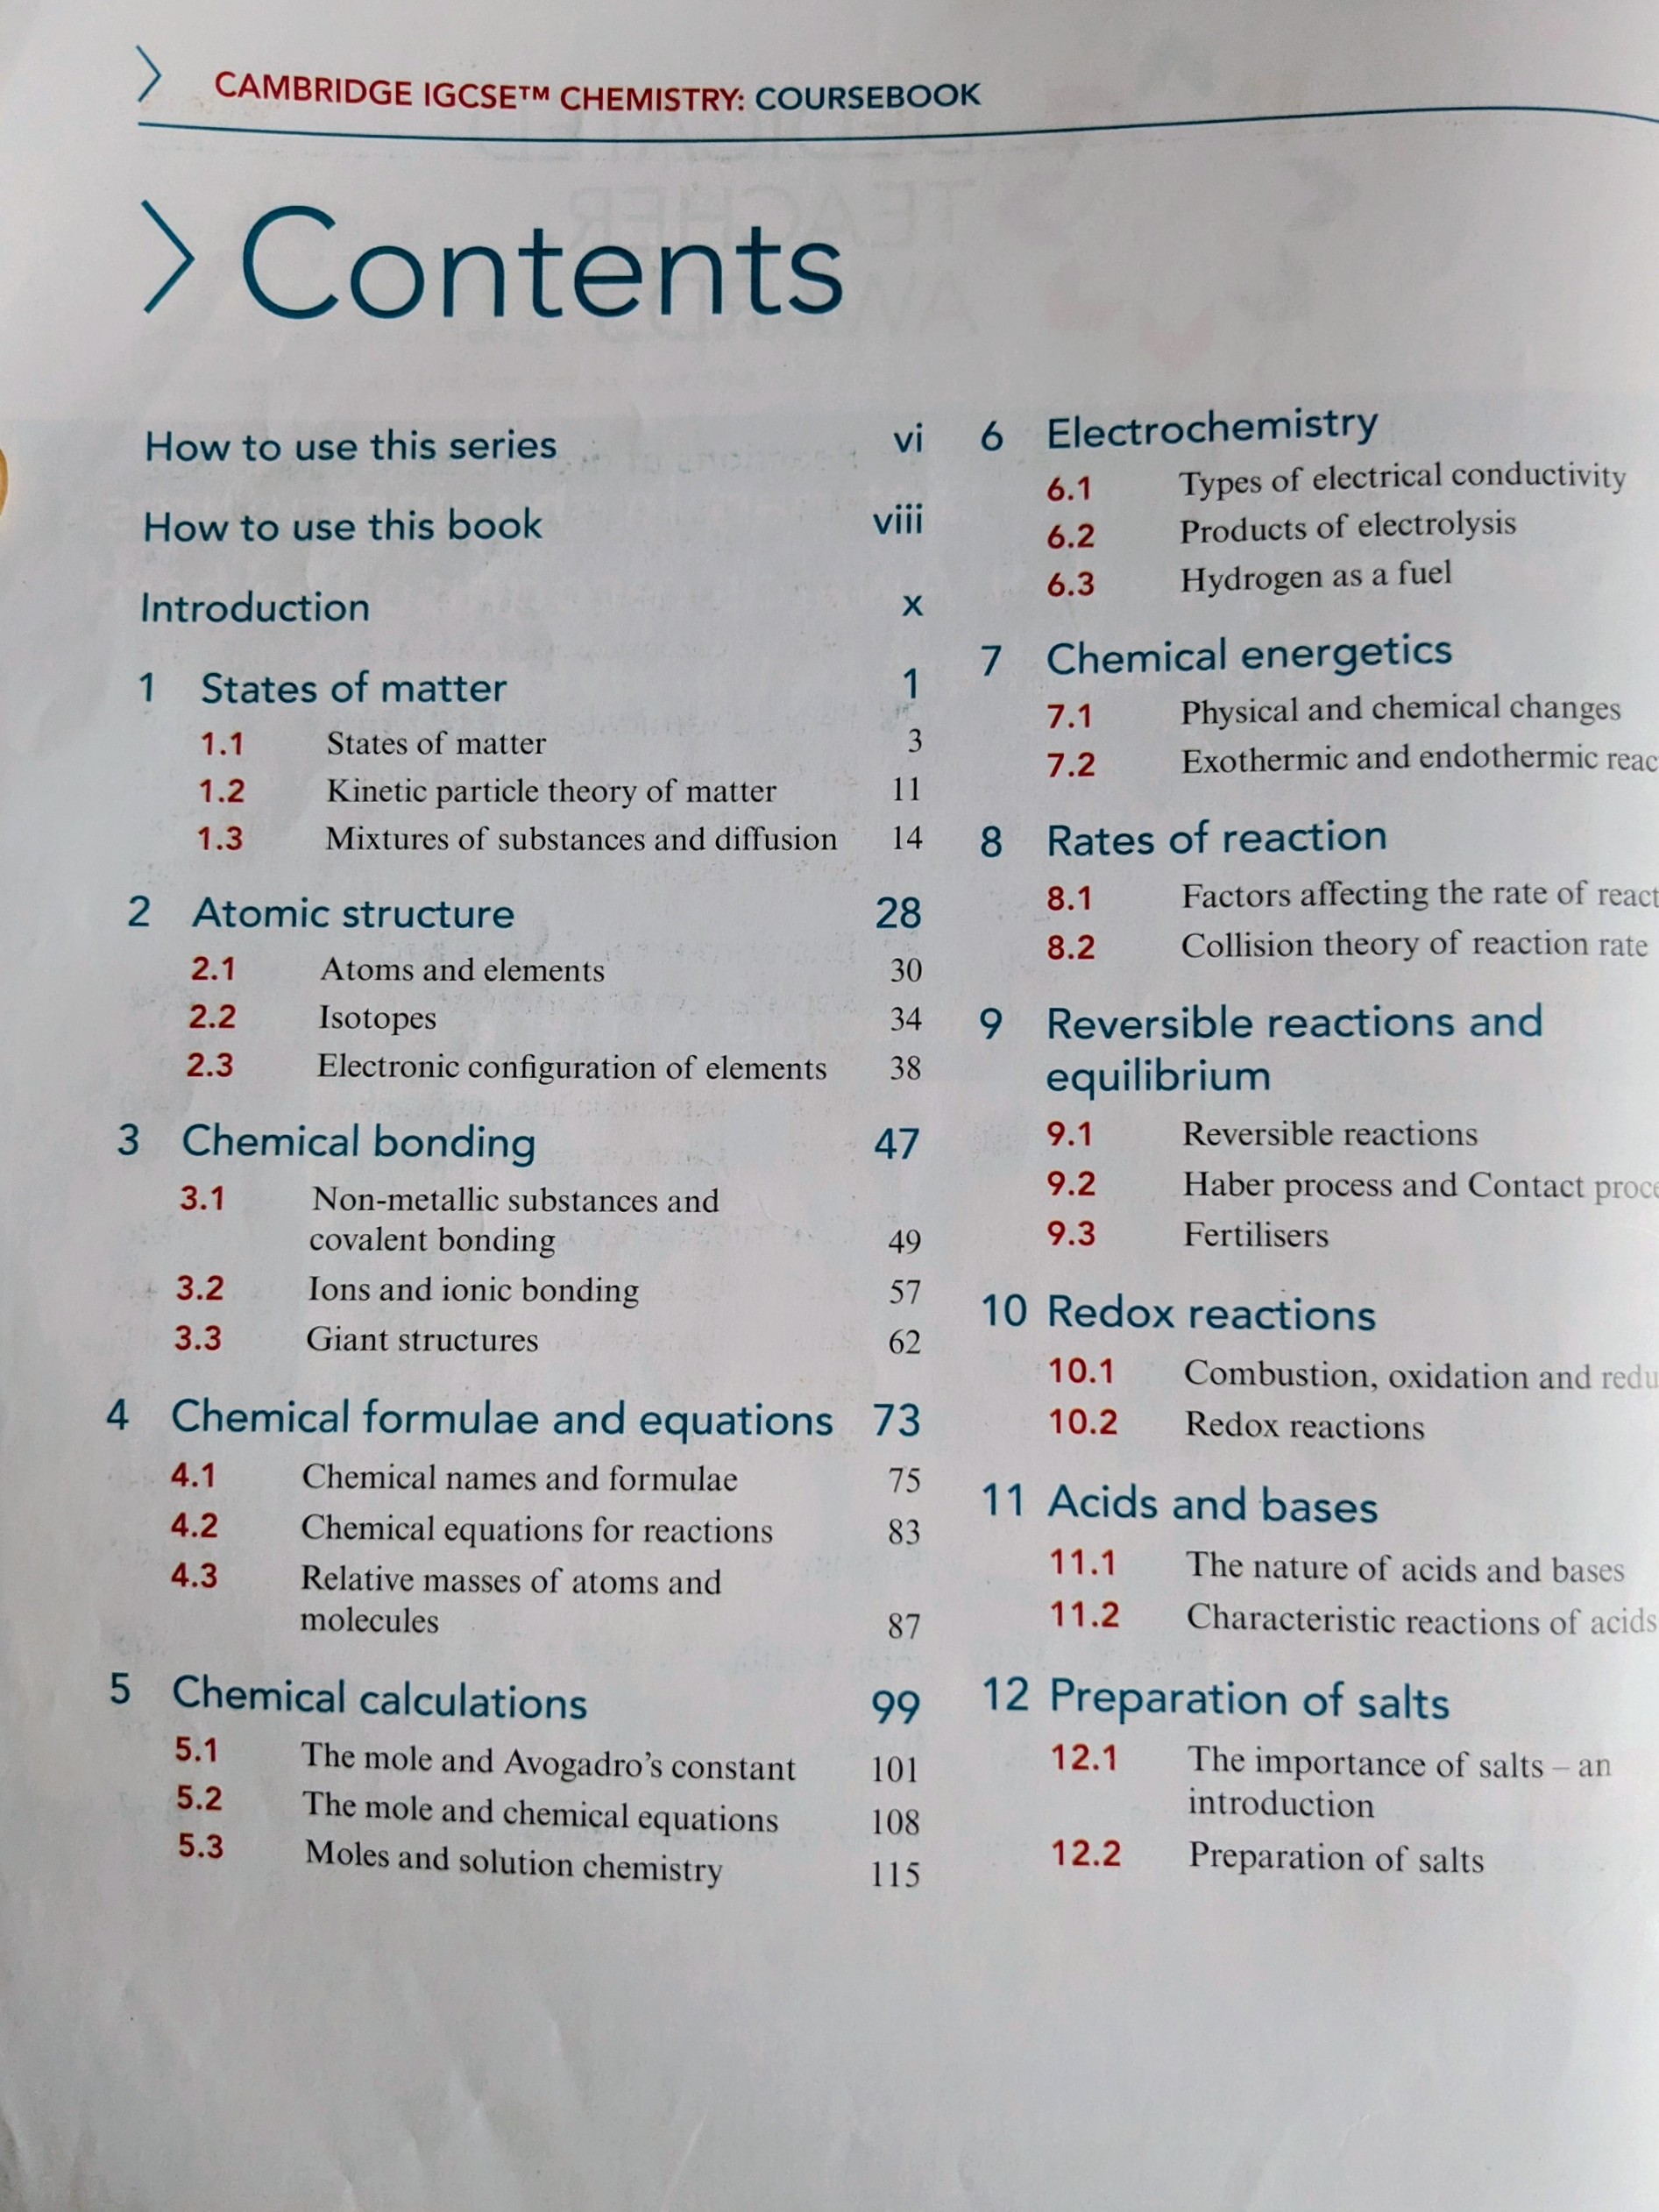 CAMBRIDGE IGCSE™ CHEMISTRY: COURSEBOOK
Contents
How to use this series vi
How to use this book viii
Introduction x
1 States of matter 1
1.1 States of matter 3
1.2 Kinetic particle theory of matter 11
1.3 Mixtures of substances and diffusion 14
2 Atomic structure 28
2.1 Atoms and elements 30
2.2 Isotopes 34
2.3 Electronic configuration of elements 38
3 Chemical bonding 47
3.1 Non-metallic substances and
covalent bonding 49
3.2 Ions and ionic bonding 57
3.3 Giant structures 62
4 Chemical formulae and equations 73
4.1 Chemical names and formulae 75
4.2 Chemical equations for reactions 83
4.3 Relative masses of atoms and
molecules 87
5 Chemical calculations 99
5.1 The mole and Avogadro's constant 101
5.2 The mole and chemical equations 108
5.3 Moles and solution chemistry 115
6 Electrochemistry
6.1 Types of electrical conductivity
6.2 Products of electrolysis
6.3 Hydrogen as a fuel
7 Chemical energetics
7.1 Physical and chemical changes
7.2 Exothermic and endothermic reac
8 Rates of reaction
8.1 Factors affecting the rate of react
8.2 Collision theory of reaction rate
9 Reversible reactions and
equilibrium
9.1 Reversible reactions
9.2 Haber process and Contact proce
9.3 Fertilisers
10 Redox reactions
10.1 Combustion, oxidation and redu
10.2 Redox reactions
11 Acids and bases
11.1 The nature of acids and bases
11.2 Characteristic reactions of acids
12 Preparation of salts
12.1 The importance of salts – an
introduction
12.2 Preparation of salts